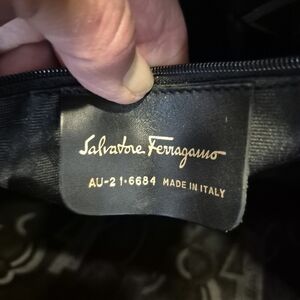 Salvatore Ferragamo
AU-21·6684 MADE IN ITALY